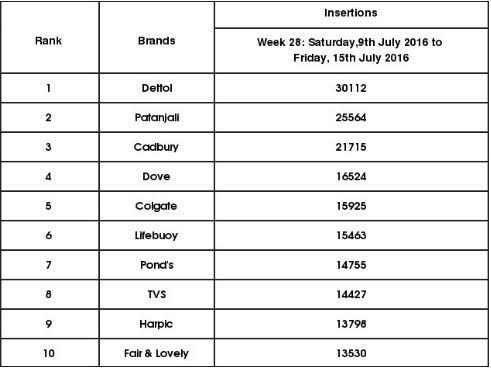 Insertions
Rank Brands
Week 28: Saturday,9th July 2016 to
Friday, 15th July 2016
1 Dettol 30112
2 Patanjali 25564
3 Cadbury 21715
4 Dove 16524
5 Colgate 15925
6 Lifebuoy 15463
7 Pond's 14755
8 TVS 14427
9 Harpic 13798
10 Fair & Lovely 13530